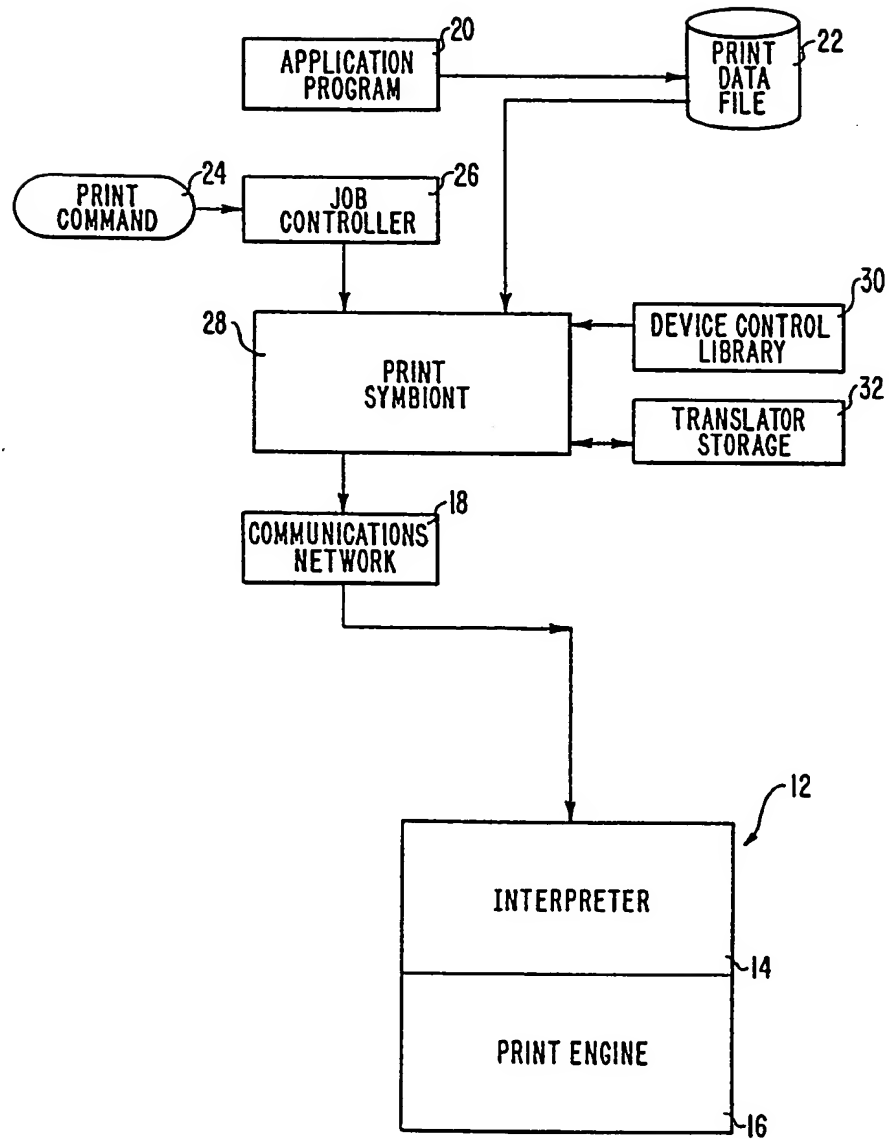 20
APPLICATION
PROGRAM
PRINT
DATA
FILE
22
24
PRINT
COMMAND
26
JOB
CONTROLLER
28
PRINT
SYMBIONT
30
DEVICE CONTROL
LIBRARY
32
TRANSLATOR
STORAGE
18
COMMUNICATIONS
NETWORK
12
INTERPRETER
14
PRINT ENGINE
16